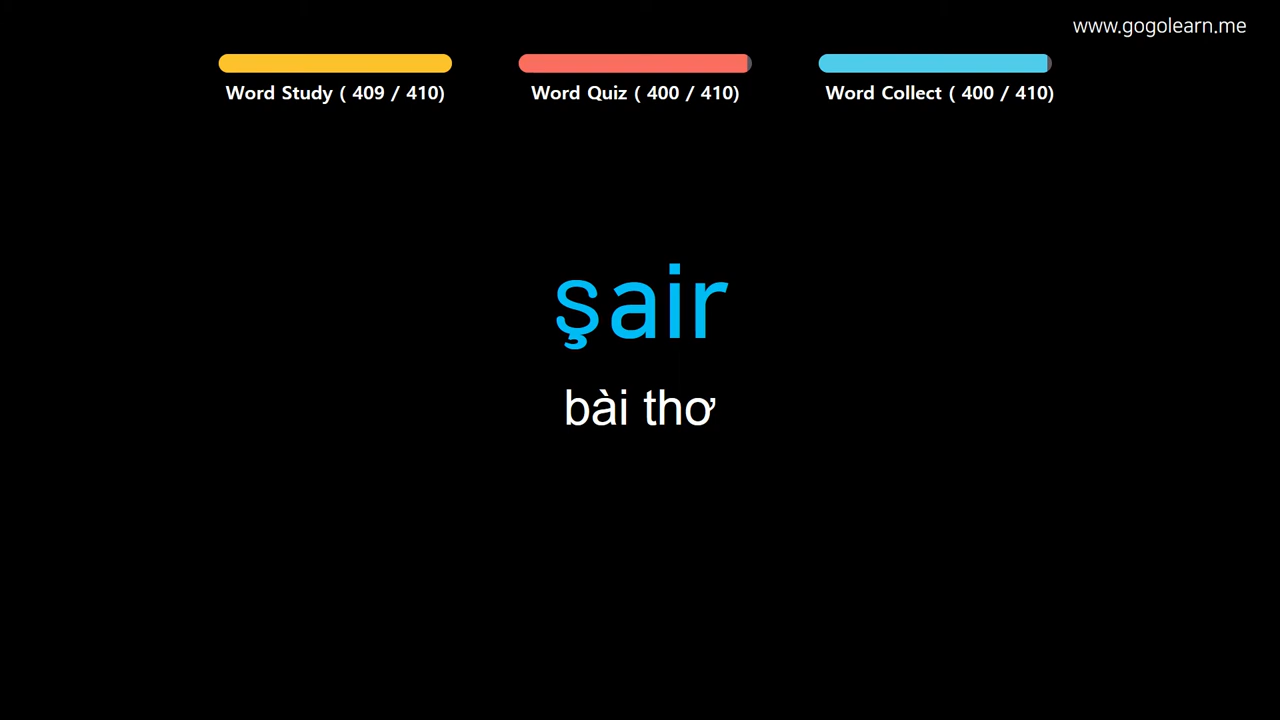 www.gogolearn.me
Word Study ( 409 / 410)
Word Quiz ( 400 / 410)
Word Collect ( 400 / 410)
şair
bài thơ